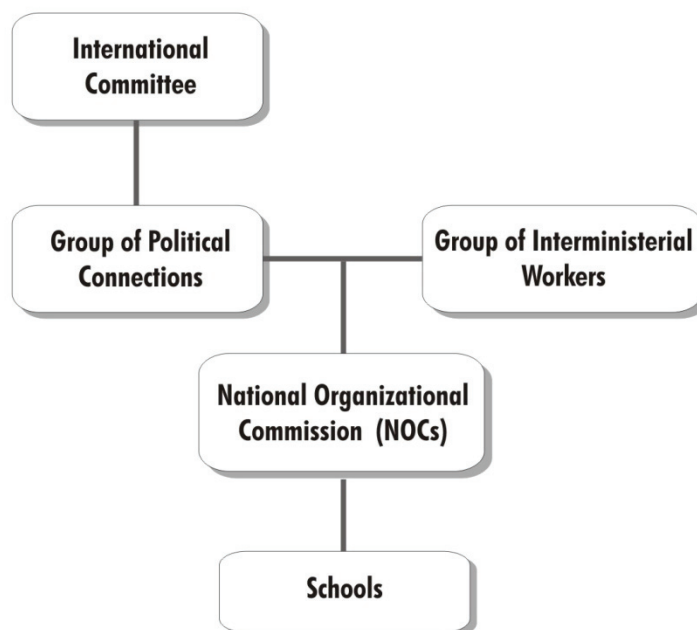 International
Committee
Group of Political
Connections
Group of Interministerial
Workers
National Organizational
Commission (NOCs)
Schools